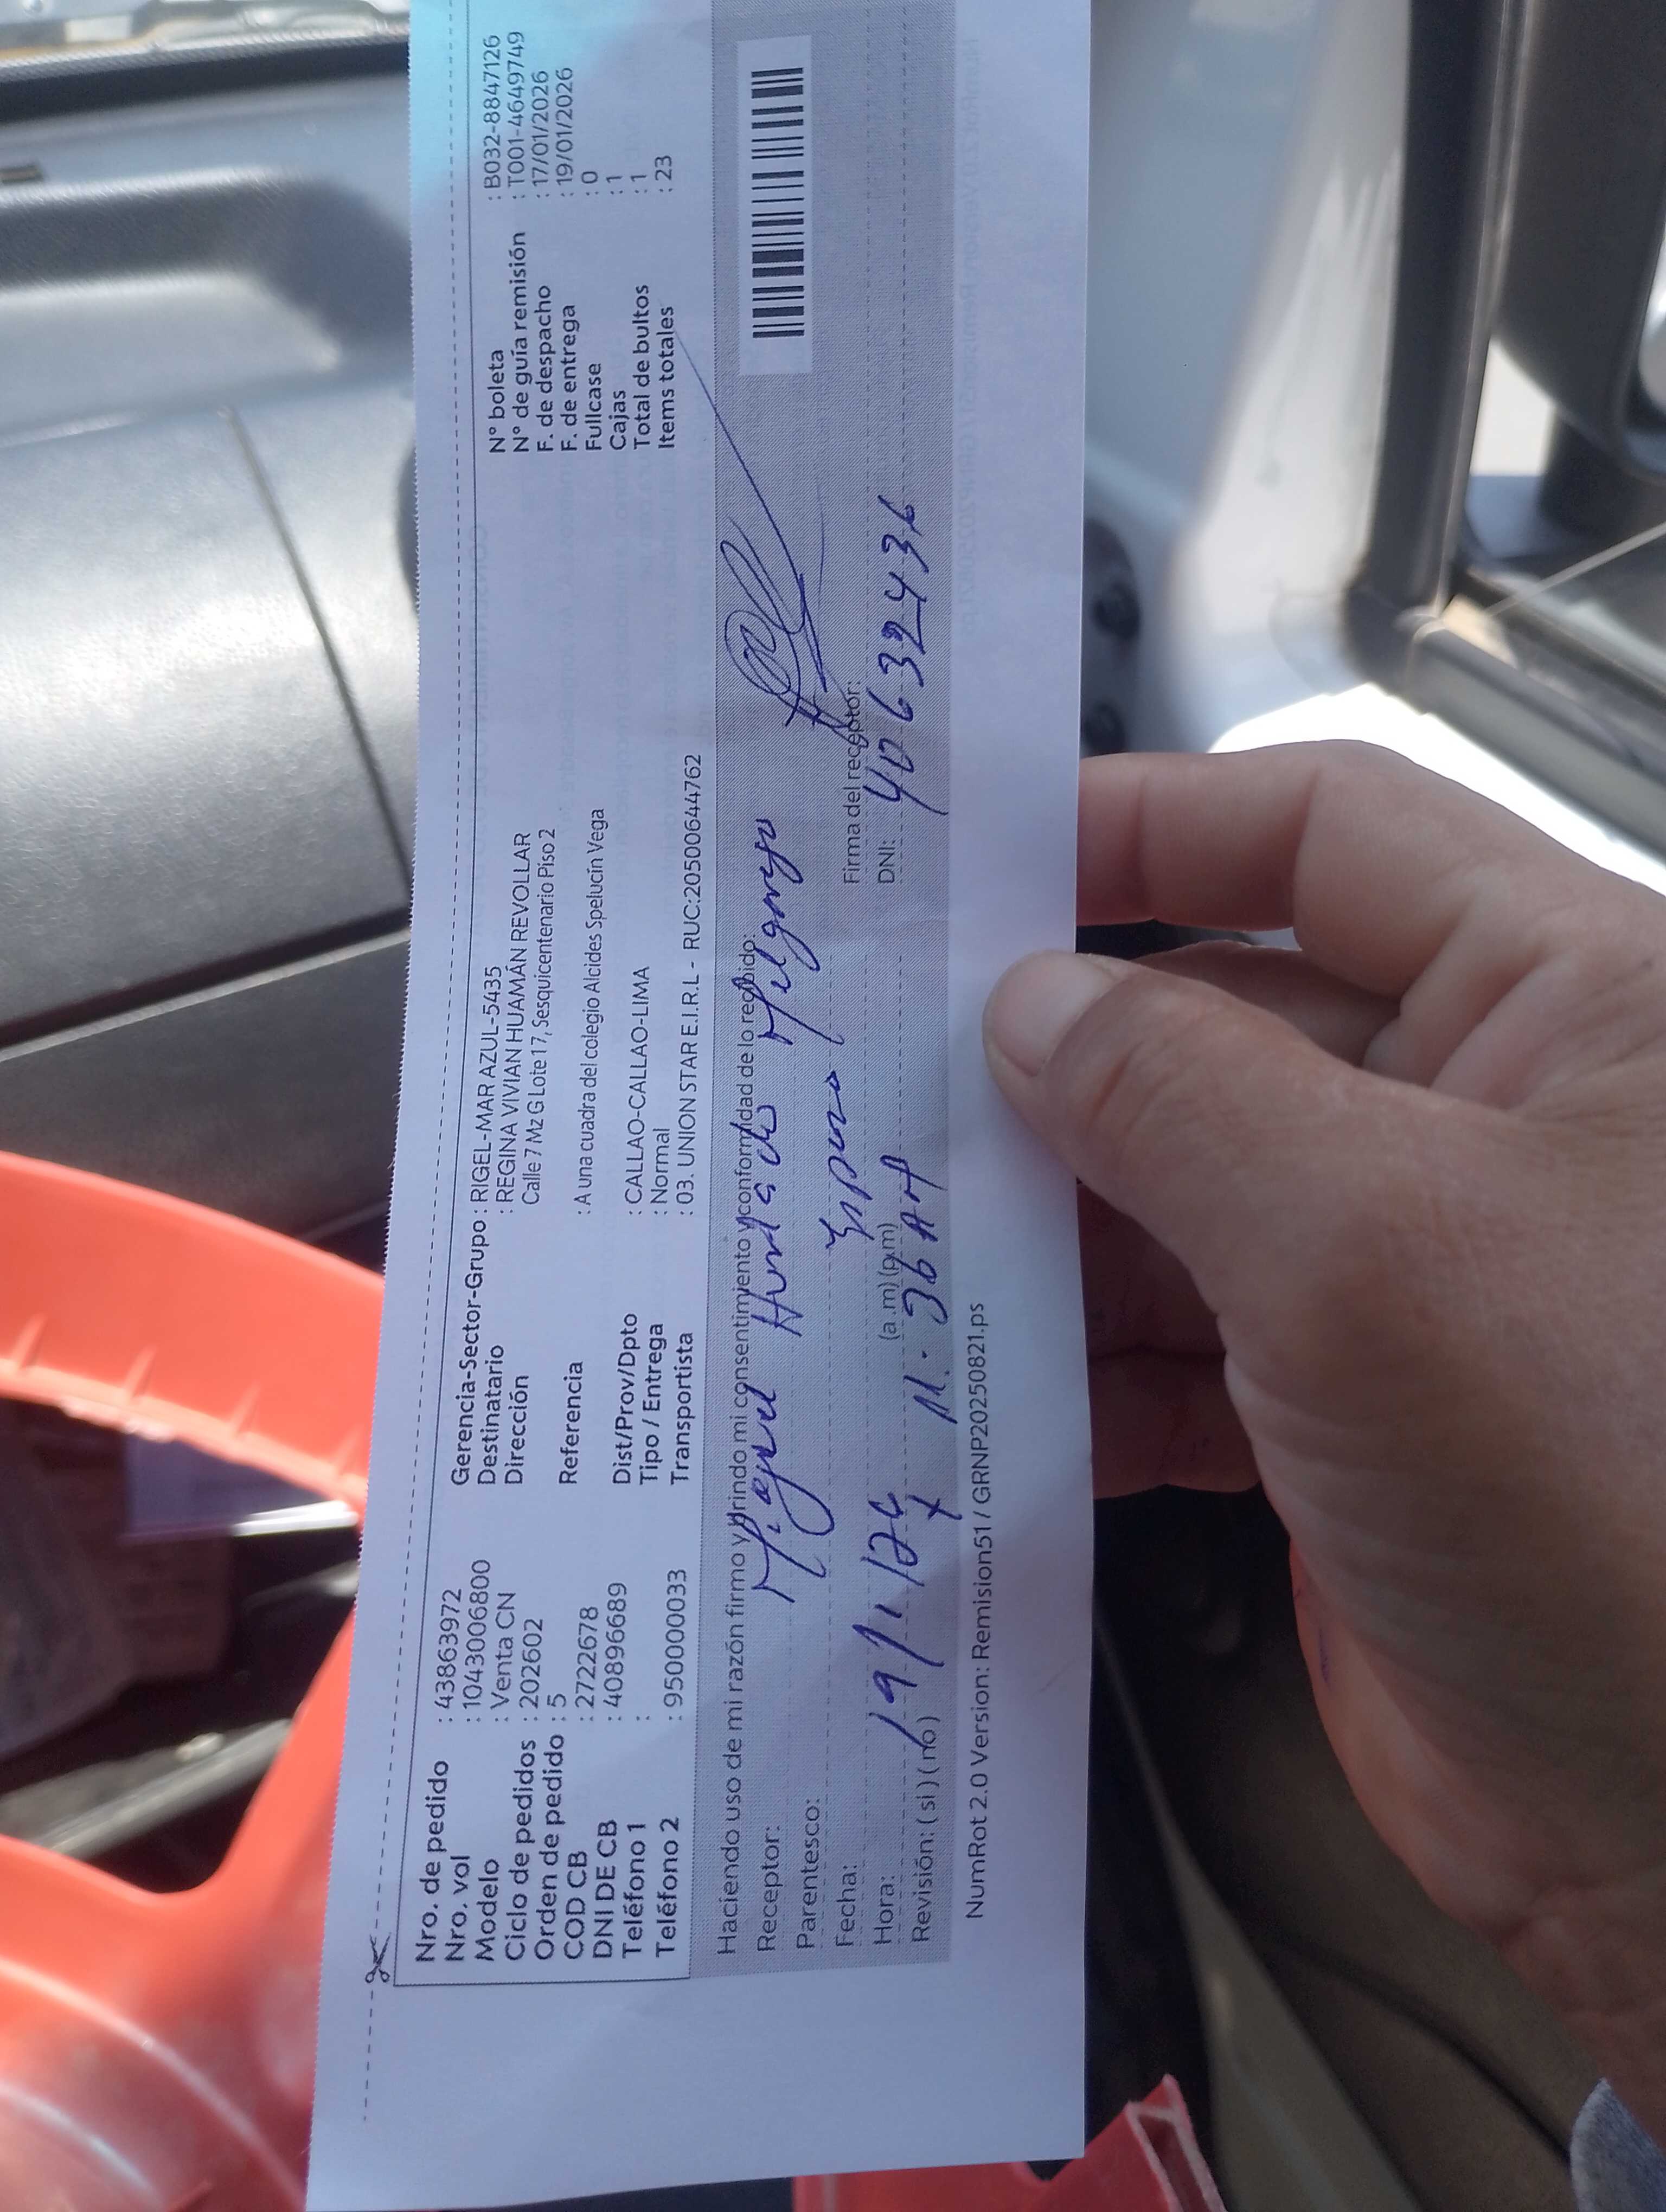 Nro. de pedido : 43863972
Nro. vol : 1043006800
Modelo : Venta CN
Ciclo de pedidos : 202602
Orden de pedido : 5
COD CB : 2722678
DNI DE CB : 40896689
Teléfono 1 :
Teléfono 2 : 950000033
Gerencia-Sector-Grupo : RIGEL-MAR AZUL-5435
Destinatario : REGINA VIVIAN HUAMÁN REVOLLAR
Dirección Calle 7 Mz G Lote 17, Sesquicentenario Piso 2
Referencia : A una cuadra del colegio Alcides Spelucín Vega
Dist/Prov/Dpto : CALLAO-CALLAO-LIMA
Tipo / Entrega : Normal
Transportista : 03. UNION STAR E.I.R.L - RUC:20500644762
N° boleta : B032-8847126
N° de guía remisión : T001-4649749
F. de despacho : 17/01/2026
F. de entrega : 19/01/2026
Fullcase : 0
Cajas : 1
Total de bultos : 1
Items totales : 23
Haciendo uso de mi razón firmo y brindo mi consentimiento y conformidad de lo recibido:
Receptor: Miguel Hurtado Melgarejo
Parentesco: Esposo
Fecha: 19/1/26
Hora: 11:36 AM (a.m) (p.m)
Revisión: ( si ) ( no ) x
Firma del receptor:
DNI: 40632436
NumRot 2.0 Version: Remision51 / GRNP20250821.ps